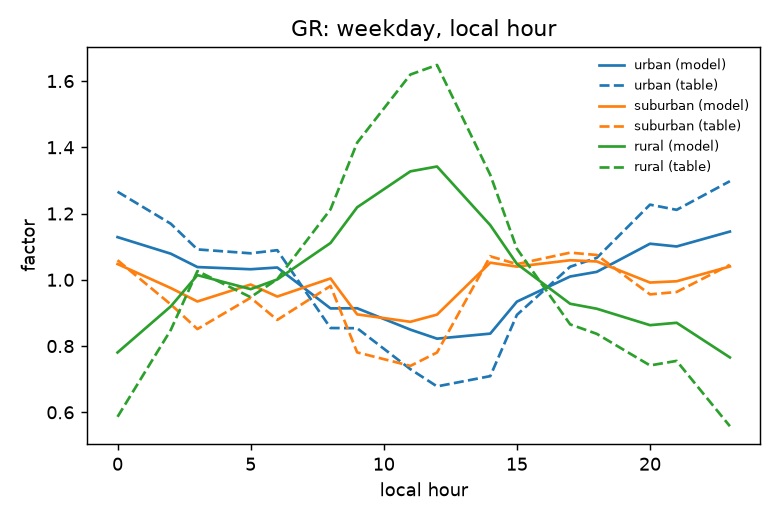 GR: weekday, local hour
urban (model)
urban (table)
suburban (model)
suburban (table)
rural (model)
rural (table)
factor
1.6
1.4
1.2
1.0
0.8
0.6
0 5 10 15 20
local hour